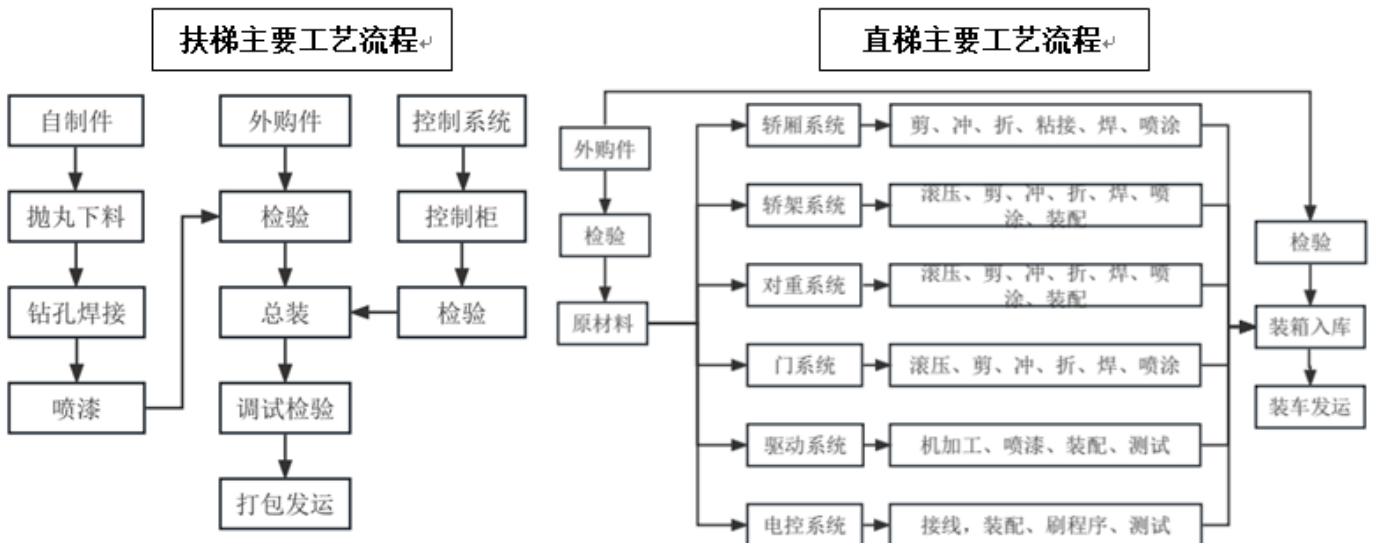 扶梯主要工艺流程
自制件
抛丸下料
钻孔焊接
喷漆
外购件
检验
总装
调试检验
打包发运
控制系统
控制柜
检验
直梯主要工艺流程
外购件
检验
原材料
轿厢系统
剪、冲、折、粘接、焊、喷涂
轿架系统
滚压、剪、冲、折、焊、喷
涂、装配
对重系统
滚压、剪、冲、折、焊、喷
涂、装配
门系统
滚压、剪、冲、折、焊、喷涂
驱动系统
机加工、喷漆、装配、测试
电控系统
接线，装配、刷程序、测试
检验
装箱入库
装车发运